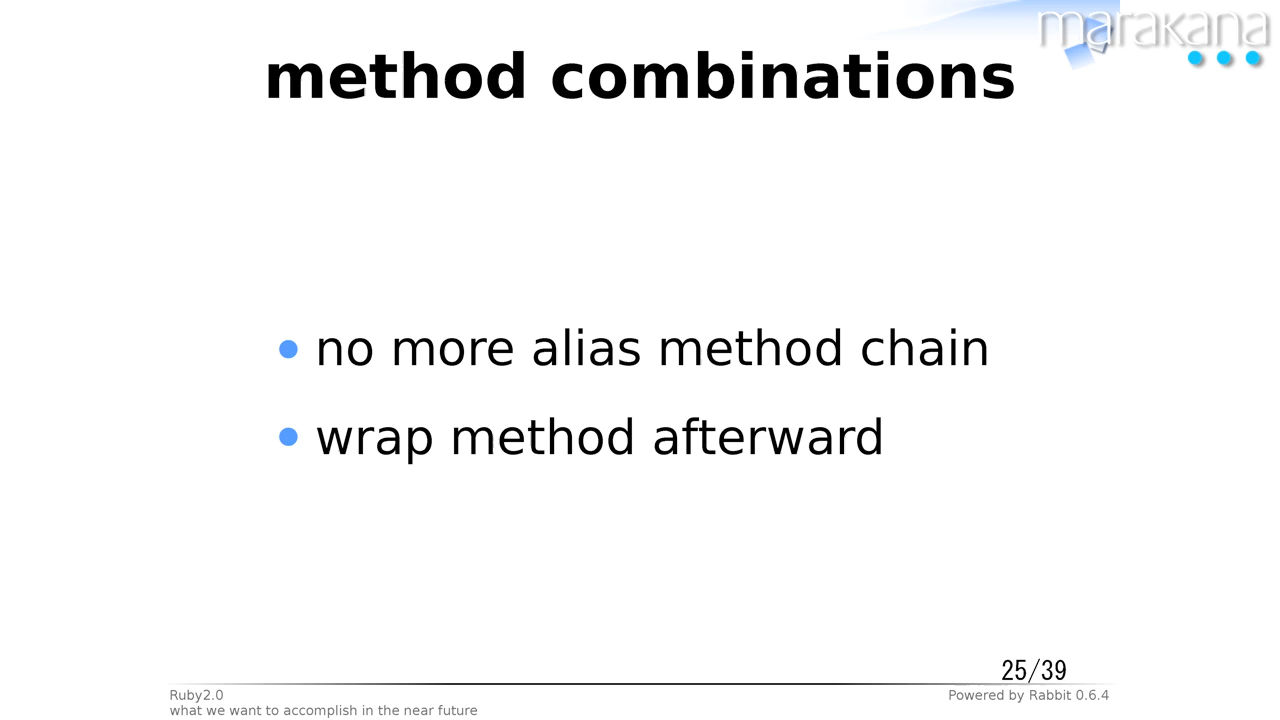 marakana
method combinations
no more alias method chain
wrap method afterward
25/39
Ruby2.0
Powered by Rabbit 0.6.4
what we want to accomplish in the near future